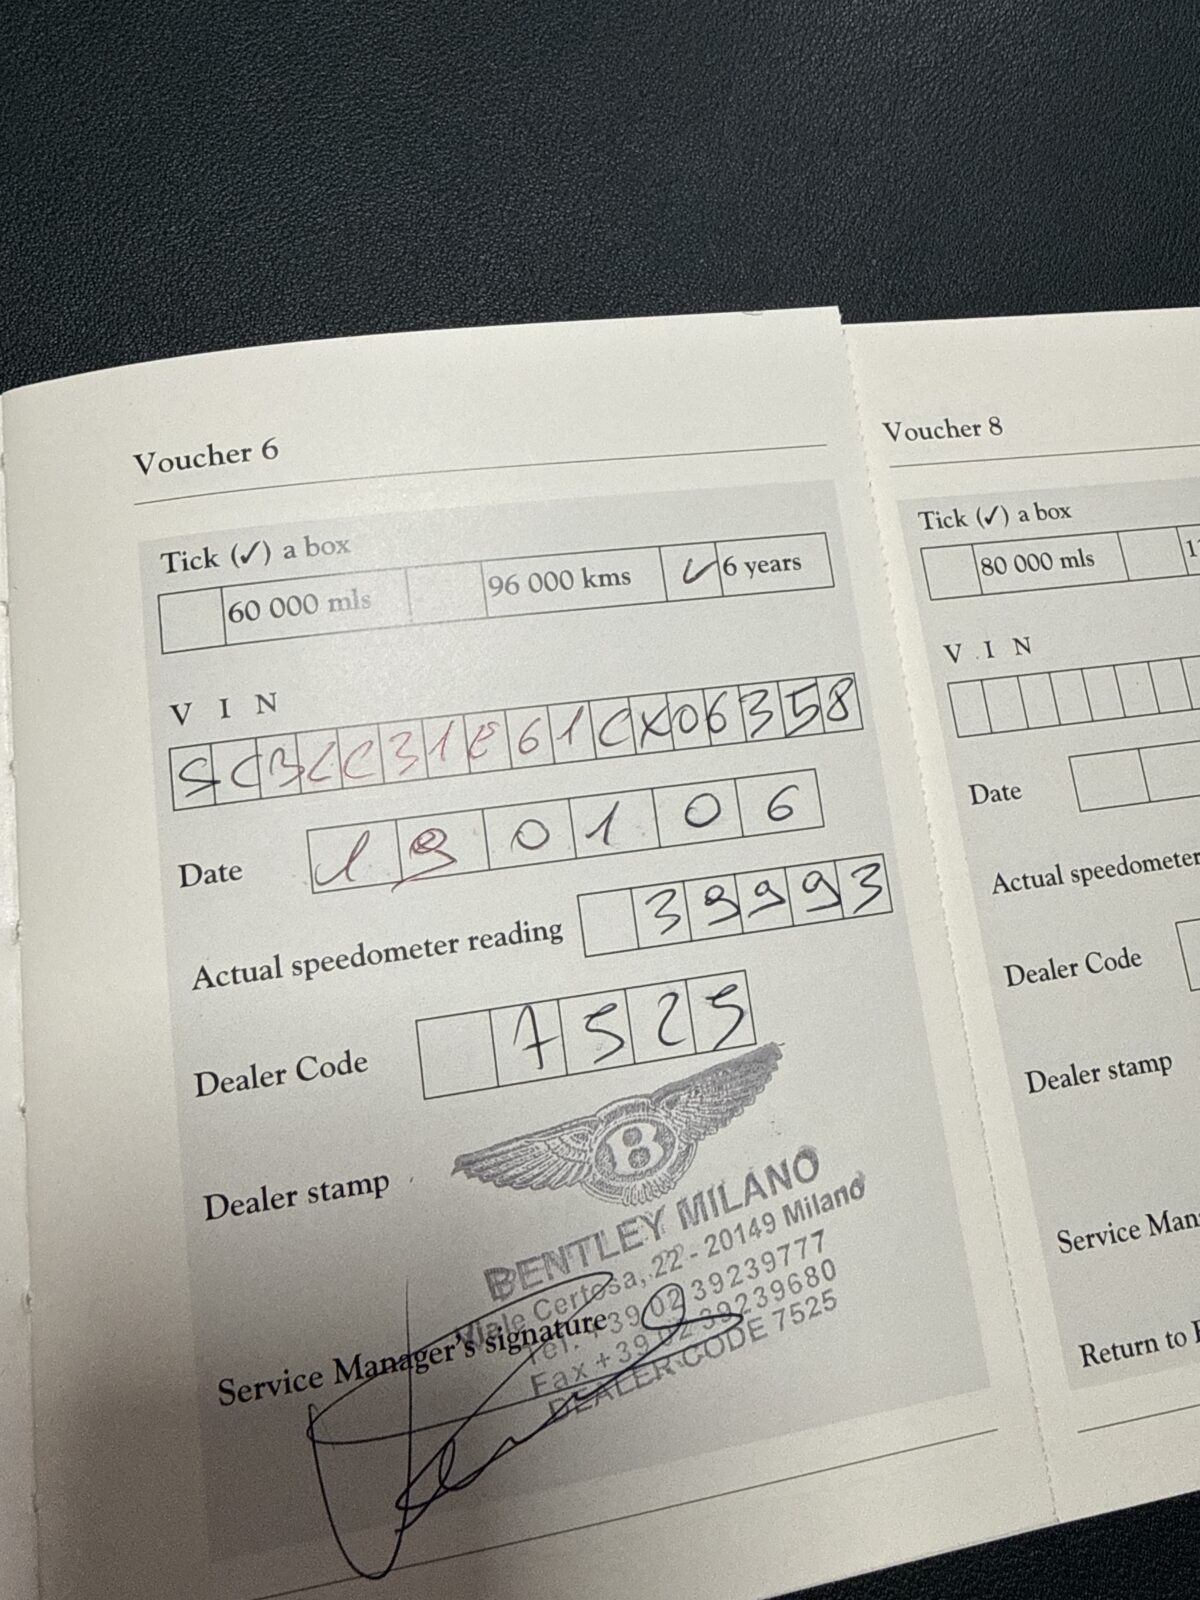 Voucher 6
Tick (✓) a box
60 000 mls 96 000 kms ✓ 6 years
V I N
SCBLC31E61CX06358
Date 190106
Actual speedometer reading 39993
Dealer Code 7525
Dealer stamp
B
BENTLEY MILANO
Viale Certosa, 22 - 20149 Milano
Tel. +39 02 39239777
Fax +39 02 39239680
DEALER CODE 7525
Service Manager's signature
Voucher 8
Tick (✓) a box
80 000 mls
V I N
Date
Actual speedometer
Dealer Code
Dealer stamp
Service
Return to